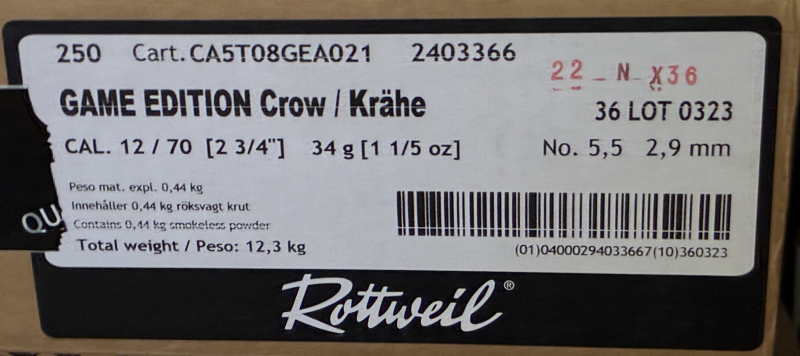 250 Cart. CA5T08GEA021 2403366
22 N X36
GAME EDITION Crow / Krähe
36 LOT 0323
CAL. 12 / 70 [2 3/4"] 34 g [1 1/5 oz] No. 5,5 2,9 mm
Peso mat. expl. 0,44 kg
Innehåller 0,44 kg röksvagt krut
Contains 0,44 kg smokeless powder
Total weight / Peso: 12,3 kg
(01)04000294033667(10)360323
QU
Rottweil®